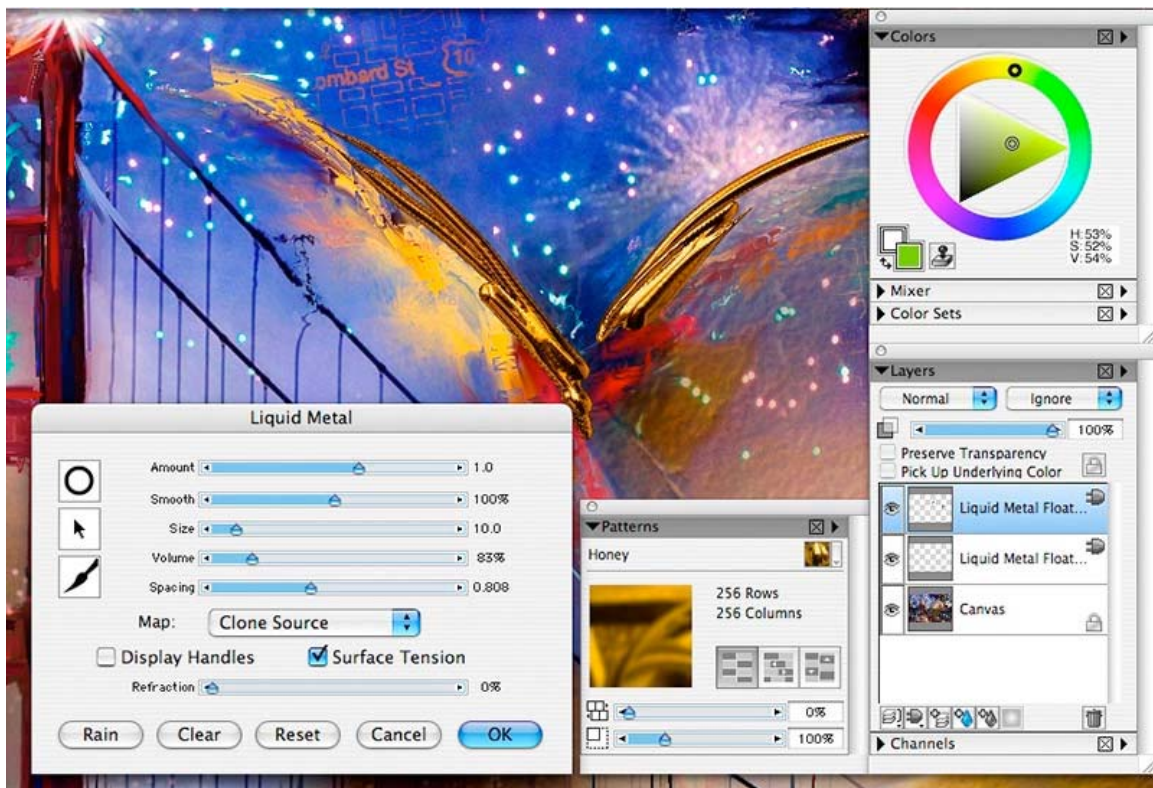 ombard St
10
Colors
H: 53%
S: 52%
V: 54%
Mixer
Color Sets
Layers
Normal
Ignore
100%
Preserve Transparency
Pick Up Underlying Color
Liquid Metal Float...
Liquid Metal Float...
Canvas
Channels
Liquid Metal
Amount 1.0
Smooth 100%
Size 10.0
Volume 83%
Spacing 0.808
Map: Clone Source
Display Handles Surface Tension
Refraction 0%
Rain Clear Reset Cancel OK
Patterns
Honey
256 Rows
256 Columns
0%
100%